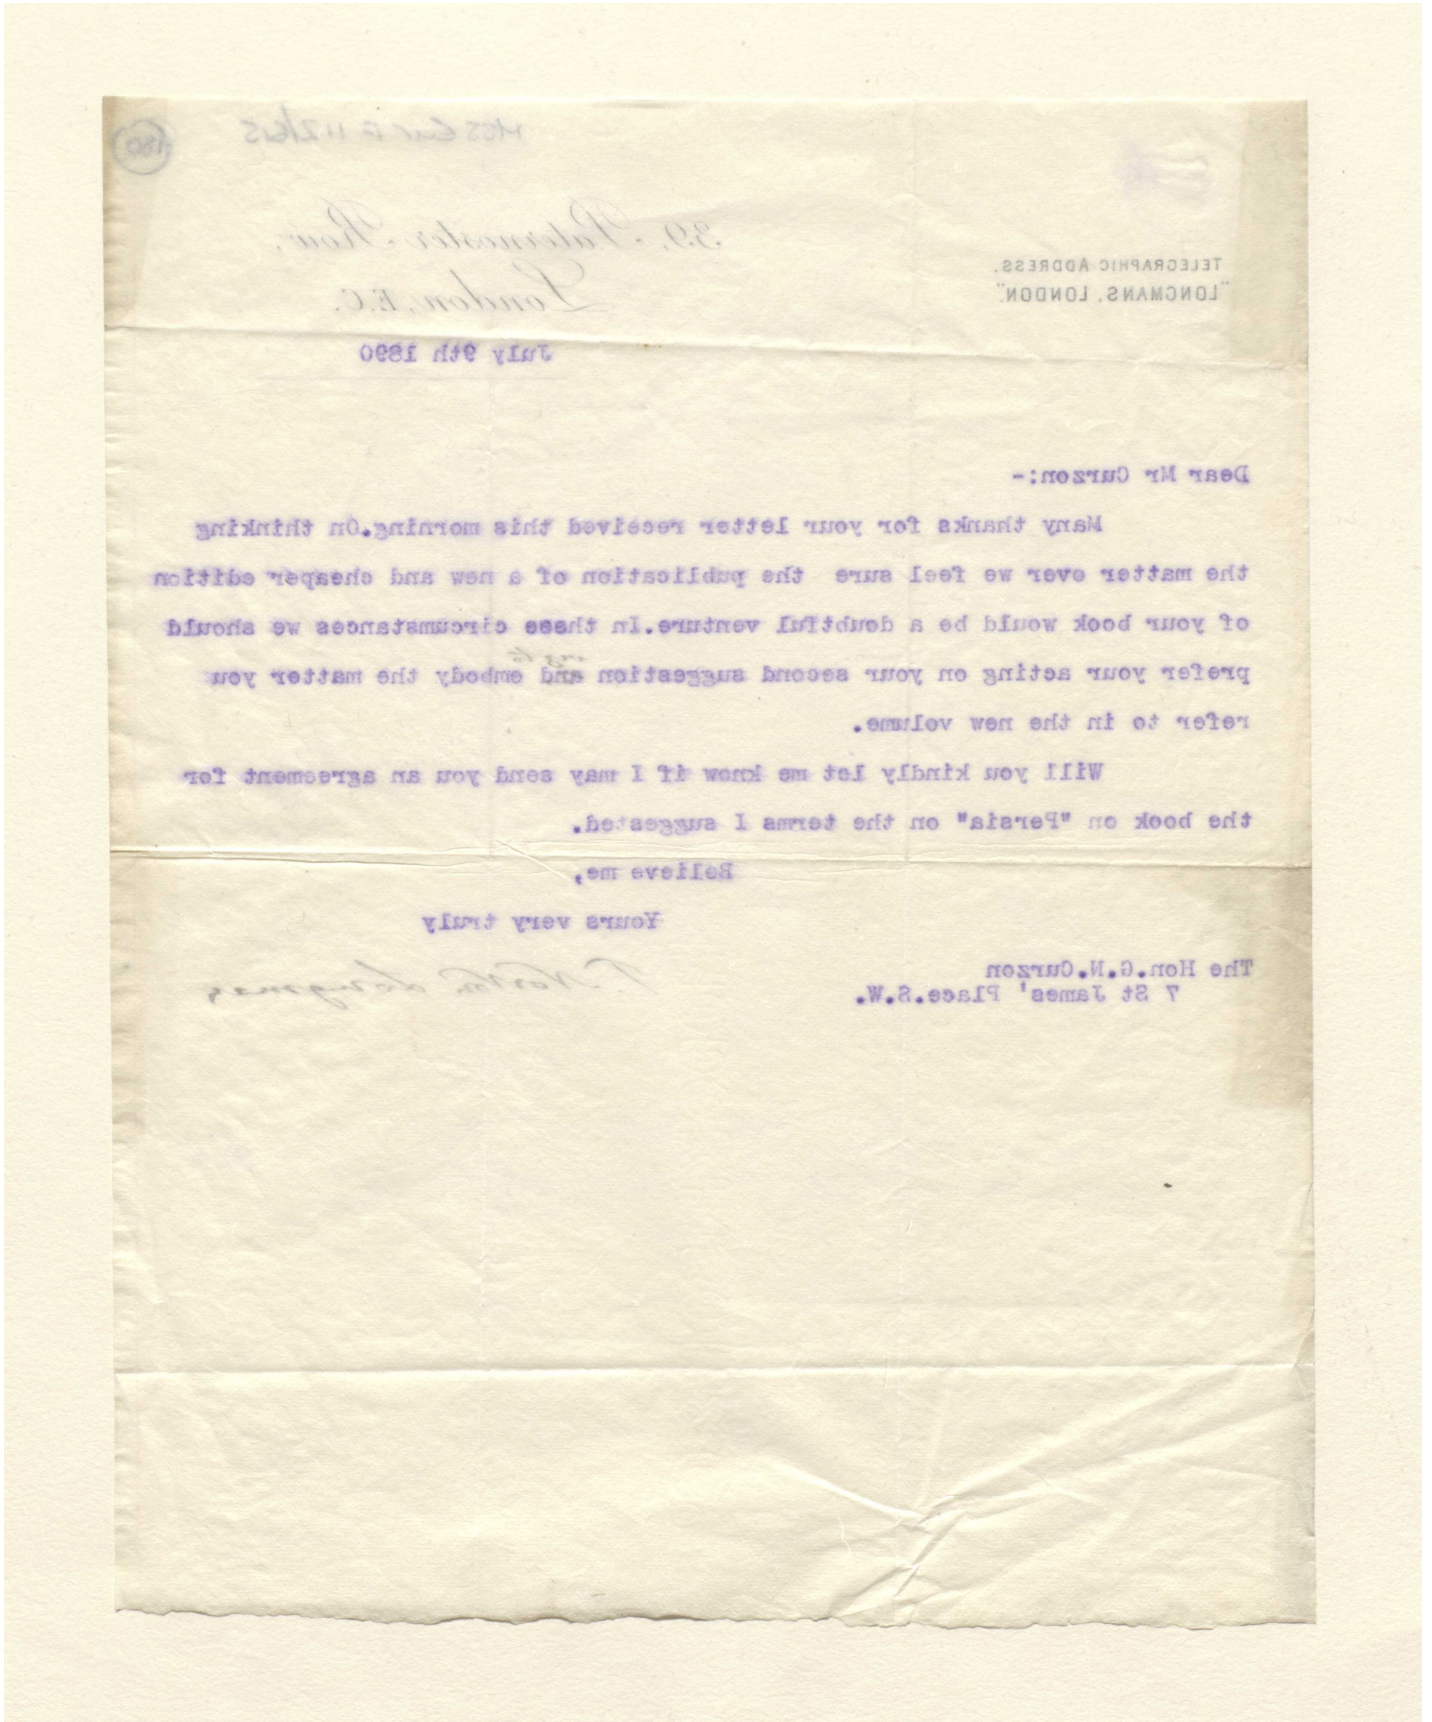 MSS Eur F 112/615
180
TELEGRAPHIC ADDRESS.
"LONGMANS, LONDON."
39, Paternoster Row,
London, E.C.
July 9th 1890
Dear Mr Curzon:-
Many thanks for your letter received this morning.On thinking
the matter over we feel sure the publication of a new and cheaper edition
of your book would be a doubtful venture.In these circumstances we should
prefer your acting on your second suggestion and embody the matter you
refer to in the new volume.
Will you kindly let me know if I may send you an agreement for
the book on "Persia" on the terms I suggested.
Believe me,
Yours very truly
T. Norton Longman
The Hon.G.N.Curzon
7 St James' Place.S.W.